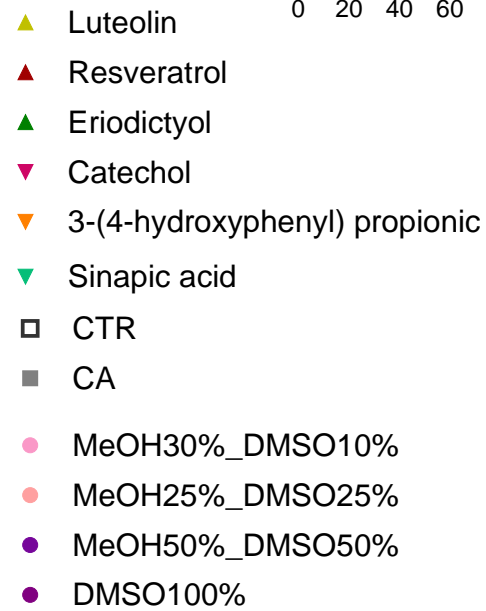 0 20 40 60
Luteolin
Resveratrol
Eriodictyol
Catechol
3-(4-hydroxyphenyl) propionic
Sinapic acid
CTR
CA
MeOH30%_DMSO10%
MeOH25%_DMSO25%
MeOH50%_DMSO50%
DMSO100%